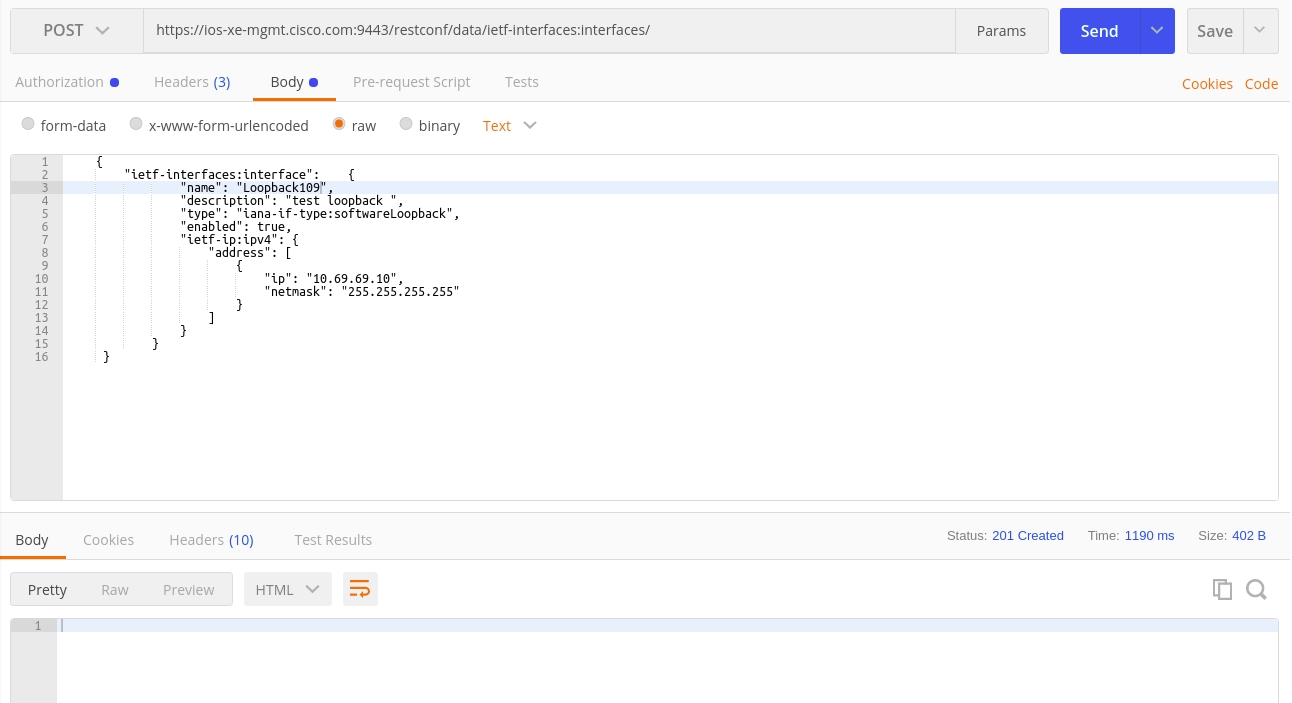 POST https://ios-xe-mgmt.cisco.com:9443/restconf/data/ietf-interfaces:interfaces/ Params Send Save
Authorization Headers (3) Body Pre-request Script Tests Cookies Code
form-data x-www-form-urlencoded raw binary Text
1 {
2 "ietf-interfaces:interface": {
3 "name": "Loopback109",
4 "description": "test loopback ",
5 "type": "iana-if-type:softwareLoopback",
6 "enabled": true,
7 "ietf-ip:ipv4": {
8 "address": [
9 {
10 "ip": "10.69.69.10",
11 "netmask": "255.255.255.255"
12 }
13 ]
14 }
15 }
16 }
Body Cookies Headers (10) Test Results Status: 201 Created Time: 1190 ms Size: 402 B
Pretty Raw Preview HTML
1